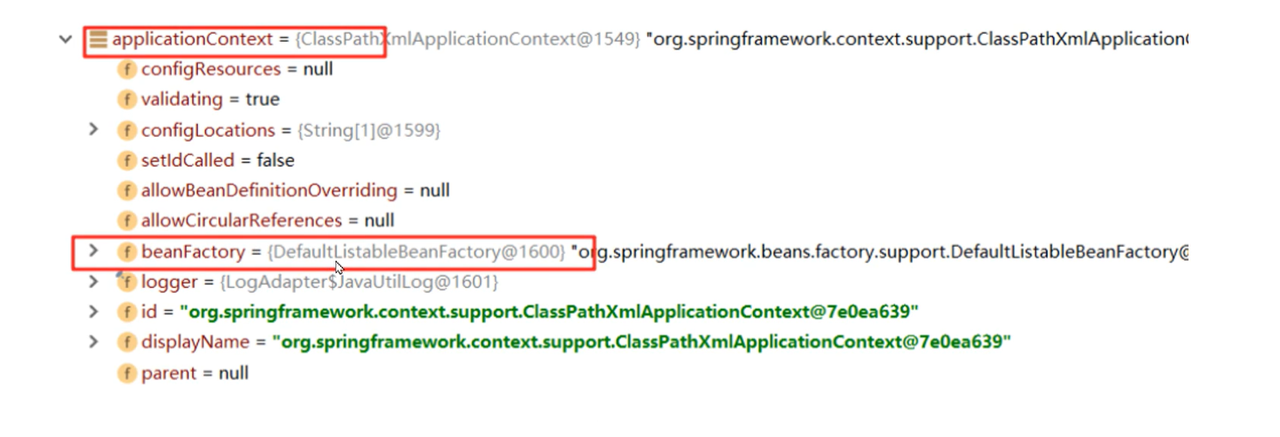 applicationContext = {ClassPathXmlApplicationContext@1549} "org.springframework.context.support.ClassPathXmlApplication(
f configResources = null
f validating = true
f configLocations = {String[1]@1599}
f setIdCalled = false
f allowBeanDefinitionOverriding = null
f allowCircularReferences = null
f beanFactory = {DefaultListableBeanFactory@1600} "org.springframework.beans.factory.support.DefaultListableBeanFactory@
f logger = {LogAdapter$JavaUtilLog@1601}
f id = "org.springframework.context.support.ClassPathXmlApplicationContext@7e0ea639"
f displayName = "org.springframework.context.support.ClassPathXmlApplicationContext@7e0ea639"
f parent = null